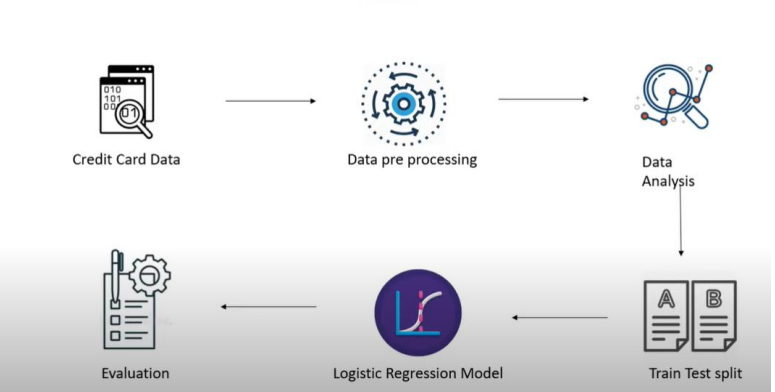 010
101
00
01
Credit Card Data
Data pre processing
Data
Analysis
A
B
Evaluation
Logistic Regression Model
Train Test split